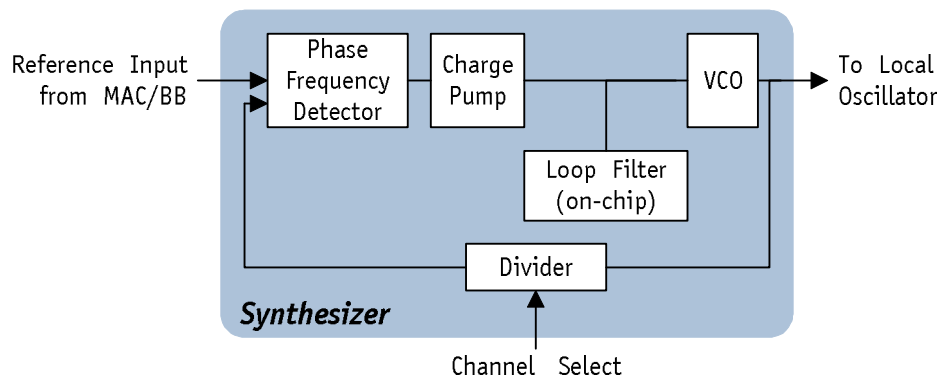 Reference Input
from MAC/BB
Phase
Frequency
Detector
Charge
Pump
VCO
To Local
Oscillator
Loop Filter
(on-chip)
Divider
Synthesizer
Channel Select